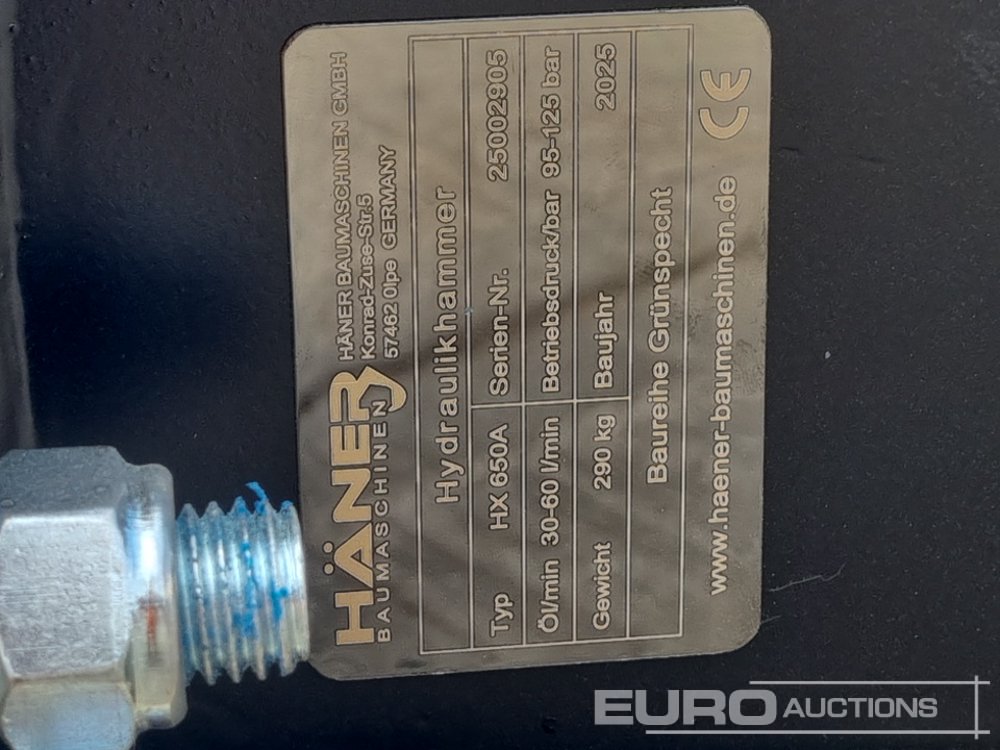 HÄNER
BAUMASCHINEN
HÄNER BAUMASCHINEN GMBH
Konrad-Zuse-Str.5
57462 Olpe GERMANY
Hydraulikhammer
Typ HX 650A Serien-Nr. 25002905
Öl/min 30-60 l/min Betriebsdruck/bar 95-125 bar
Gewicht 290 kg Baujahr 2025
Baureihe Grünspecht
www.haener-baumaschinen.de CE
EURO AUCTIONS